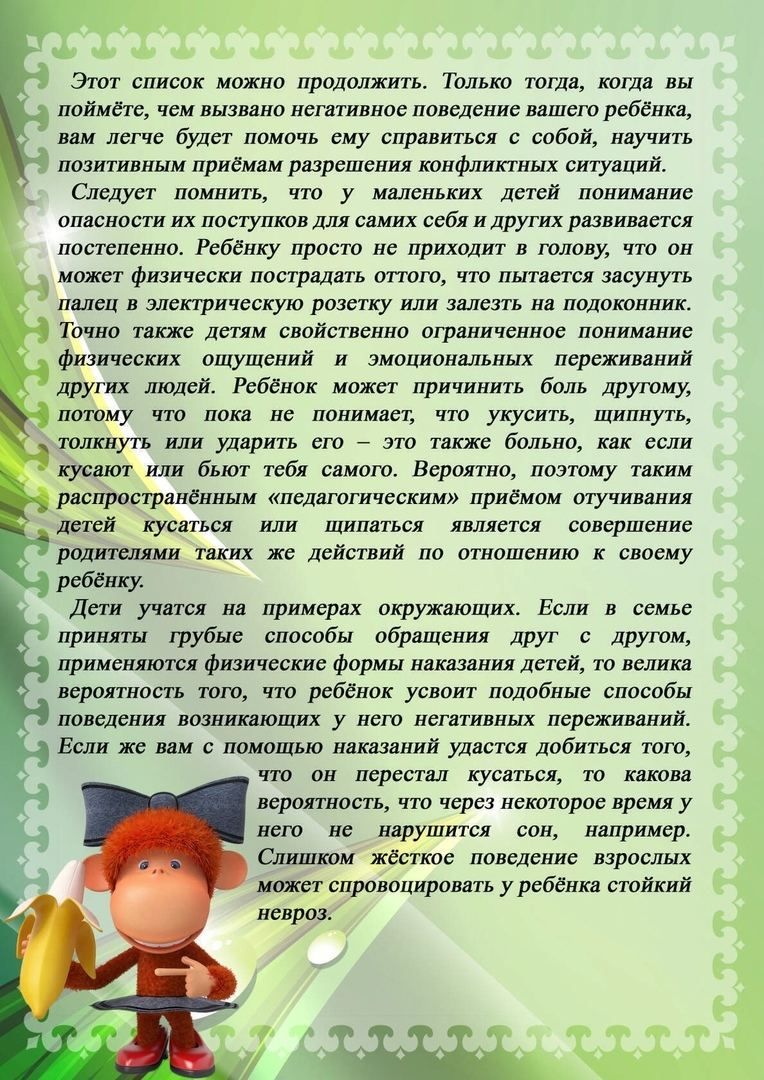 Этот список можно продолжить. Только тогда, когда вы
поймёте, чем вызвано негативное поведение вашего ребёнка,
вам легче будет помочь ему справиться с собой, научить
позитивным приёмам разрешения конфликтных ситуаций.
Следует помнить, что у маленьких детей понимание
опасности их поступков для самих себя и других развивается
постепенно. Ребёнку просто не приходит в голову, что он
может физически пострадать оттого, что пытается засунуть
палец в электрическую розетку или залезть на подоконник.
Точно также детям свойственно ограниченное понимание
физических ощущений и эмоциональных переживаний
других людей. Ребёнок может причинить боль другому,
потому что пока не понимает, что укусить, щипнуть,
толкнуть или ударить его – это также больно, как если
кусают или бьют тебя самого. Вероятно, поэтому таким
распространённым «педагогическим» приёмом отучивания
детей кусаться или щипаться является совершение
родителями таких же действий по отношению к своему
ребёнку.
Дети учатся на примерах окружающих. Если в семье
приняты грубые способы обращения друг с другом,
применяются физические формы наказания детей, то велика
вероятность того, что ребёнок усвоит подобные способы
поведения возникающих у него негативных переживаний.
Если же вам с помощью наказаний удастся добиться того,
что он перестал кусаться, то какова
вероятность, что через некоторое время у
него не нарушится сон, например.
Слишком жёсткое поведение взрослых
может спровоцировать у ребёнка стойкий
невроз.